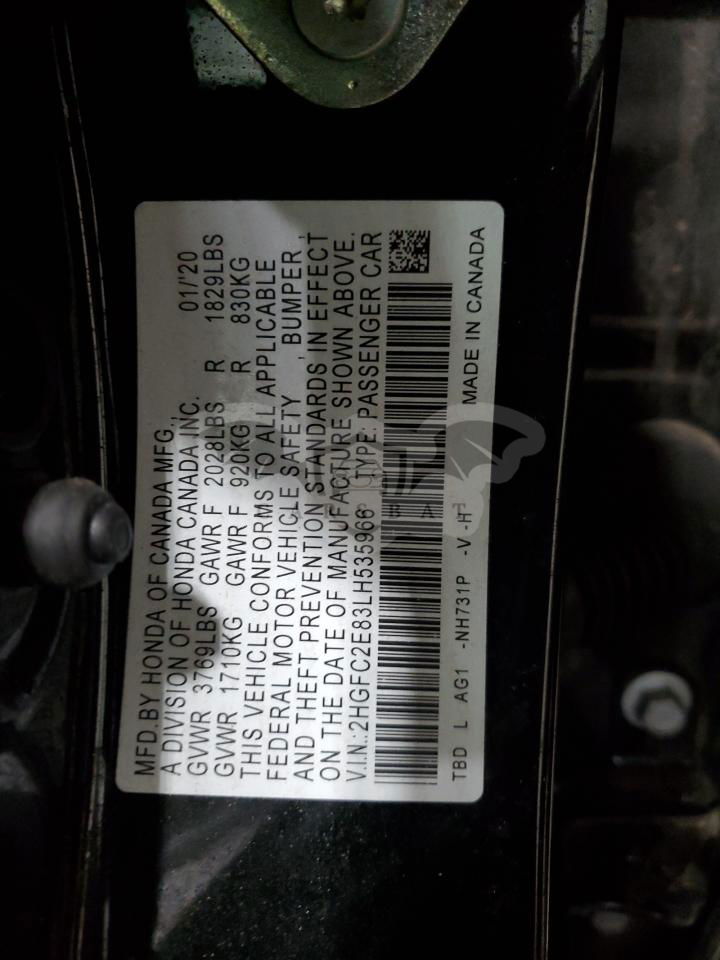 MFD.BY HONDA OF CANADA MFG.,
A DIVISION OF HONDA CANADA INC. 01/'20
GVWR 3769LBS GAWR F 2028LBS R 1829LBS
GVWR 1710KG GAWR F 920KG R 830KG
THIS VEHICLE CONFORMS TO ALL APPLICABLE
FEDERAL MOTOR VEHICLE SAFETY, BUMPER,
AND THEFT PREVENTION STANDARDS IN EFFECT
ON THE DATE OF MANUFACTURE SHOWN ABOVE.
V.I.N.:2HGFC2E83LH535966 TYPE: PASSENGER CAR
TBD L AG1 -NH731P -V -H MADE IN CANADA